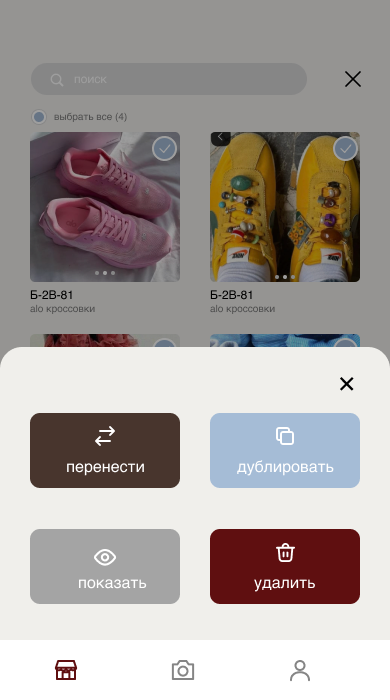 поиск
выбрать все (4)
Б-2В-81
Б-2В-81
alo кроссовки
alo кроссовки
перенести
дублировать
показать
удалить